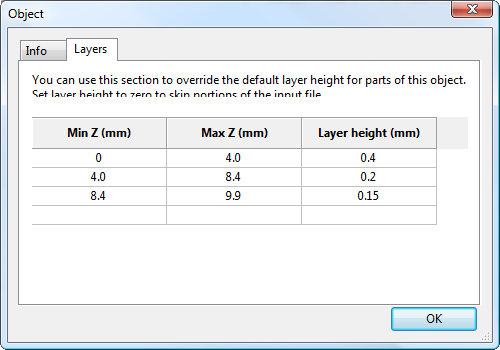 Object
Info Layers
You can use this section to override the default layer height for parts of this object.
Set layer height to zero to skip portions of the input file.
Min Z (mm) Max Z (mm) Layer height (mm)
0 4.0 0.4
4.0 8.4 0.2
8.4 9.9 0.15
OK